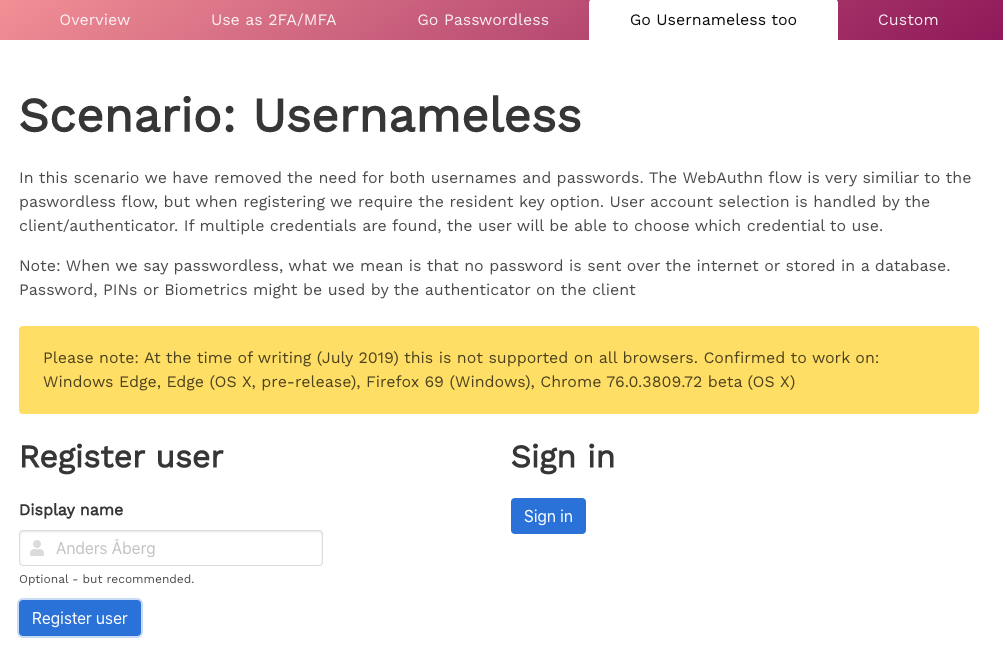 Overview Use as 2FA/MFA Go Passwordless Go Usernameless too Custom
Scenario: Usernameless
In this scenario we have removed the need for both usernames and passwords. The WebAuthn flow is very similiar to the
paswordless flow, but when registering we require the resident key option. User account selection is handled by the
client/authenticator. If multiple credentials are found, the user will be able to choose which credential to use.
Note: When we say passwordless, what we mean is that no password is sent over the internet or stored in a database.
Password, PINs or Biometrics might be used by the authenticator on the client
Please note: At the time of writing (July 2019) this is not supported on all browsers. Confirmed to work on:
Windows Edge, Edge (OS X, pre-release), Firefox 69 (Windows), Chrome 76.0.3809.72 beta (OS X)
Register user
Display name
Anders Åberg
Optional - but recommended.
Register user
Sign in
Sign in